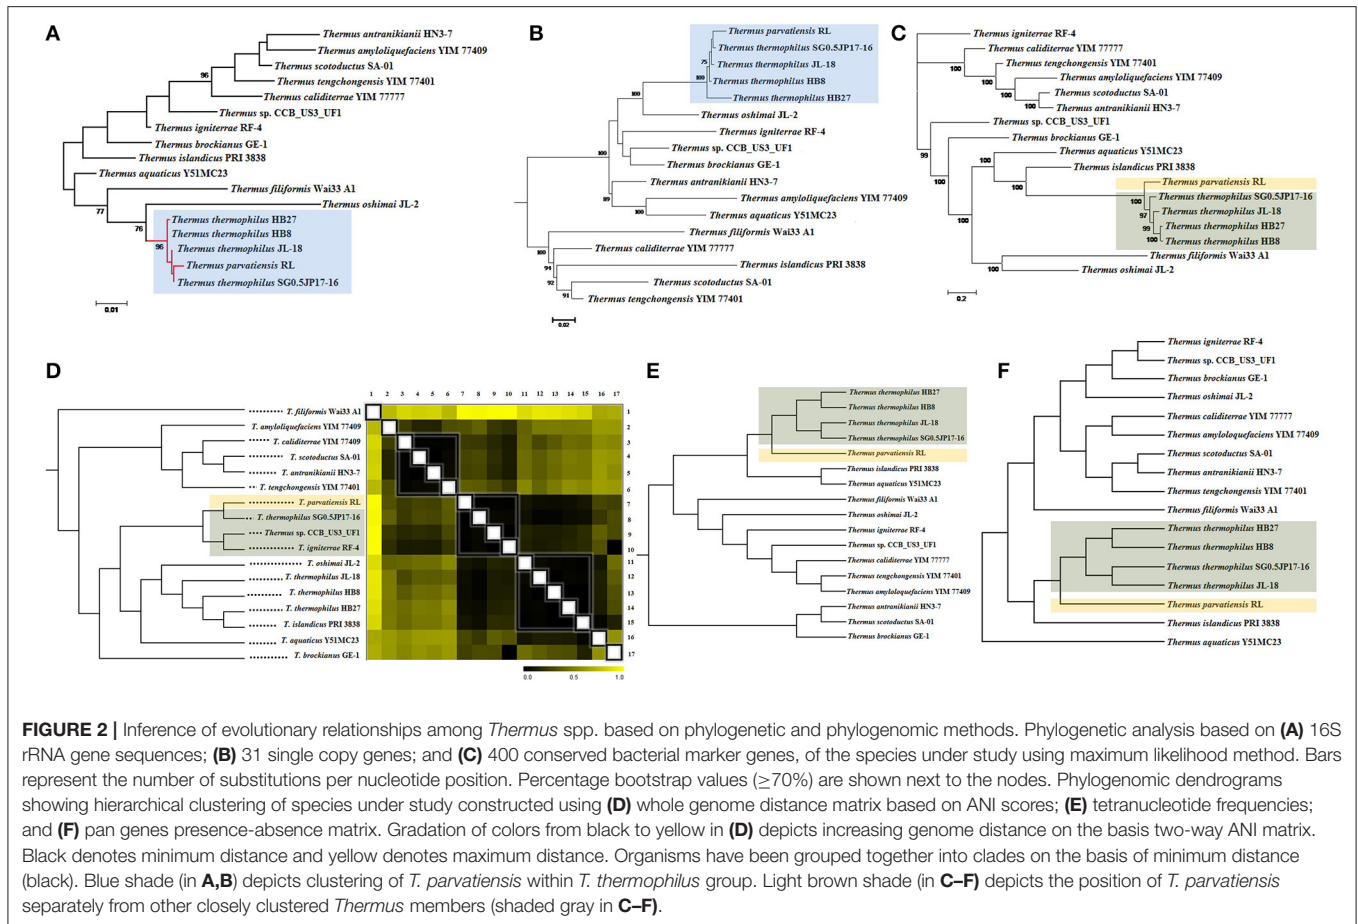 A
Thermus antranikianii HN3-7
Thermus amyloliquefaciens YIM 77409
Thermus scotoductus SA-01
96
Thermus tengchongensis YIM 77401
Thermus caliditerrae YIM 77777
Thermus sp. CCB_US3_UF1
Thermus igniterrae RF-4
Thermus brockianus GE-1
Thermus islandicus PRI 3838
Thermus aquaticus Y51MC23
Thermus filiformis Wai33 A1
77
Thermus oshimai JL-2
76
Thermus thermophilus HB27
Thermus thermophilus HB8
96
Thermus thermophilus JL-18
Thermus parvatiensis RL
Thermus thermophilus SG0.5JP17-16
0.01
B
Thermus parvatiensis RL
Thermus thermophilus SG0.5JP17-16
75
Thermus thermophilus JL-18
100
Thermus thermophilus HB8
Thermus thermophilus HB27
100
Thermus oshimai JL-2
Thermus igniterrae RF-4
Thermus sp. CCB_US3_UF1
100
100
Thermus brockianus GE-1
Thermus antranikianii HN3-7
89
Thermus amyloliquefaciens YIM 77409
100
Thermus aquaticus Y51MC23
Thermus filiformis Wai33 A1
100
Thermus caliditerrae YIM 77777
94
Thermus islandicus PRI 3838
92
Thermus scotoductus SA-01
91
Thermus tengchongensis YIM 77401
0.02
C
Thermus igniterrae RF-4
Thermus caliditerrae YIM 77777
100
Thermus tengchongensis YIM 77401
100
Thermus amyloliquefaciens YIM 77409
100
Thermus scotoductus SA-01
100
Thermus antranikianii HN3-7
Thermus sp. CCB_US3_UF1
Thermus brockianus GE-1
99
Thermus aquaticus Y51MC23
100
Thermus islandicus PRI 3838
100
100
Thermus parvatiensis RL
100
Thermus thermophilus SG0.5JP17-16
97
Thermus thermophilus JL-18
100
99
Thermus thermophilus HB27
100
Thermus thermophilus HB8
Thermus filiformis Wai33 A1
100
Thermus oshimai JL-2
0.2
D
1 2 3 4 5 6 7 8 9 10 11 12 13 14 15 16 17
T. filiformis Wai33 A1 1
T. amyloliquefaciens YIM 77409 2
T. caliditerrae YIM 77409 3
T. scotoductus SA-01 4
T. antranikianii HN3-7 5
T. tengchongensis YIM 77401 6
T. parvatiensis RL 7
T. thermophilus SG0.5JP17-16 8
Thermus sp. CCB_US3_UF1 9
T. igniterrae RF-4 10
T. oshimai JL-2 11
T. thermophilus JL-18 12
T. thermophilus HB8 13
T. thermophilus HB27 14
T. islandicus PRI 3838 15
T. aquaticus Y51MC23 16
T. brockianus GE-1 17
0.0 0.5 1.0
E
Thermus thermophilus HB27
Thermus thermophilus HB8
Thermus thermophilus JL-18
Thermus thermophilus SG0.5JP17-16
Thermus parvatiensis RL
Thermus islandicus PRI 3838
Thermus aquaticus Y51MC23
Thermus filiformis Wai33 A1
Thermus oshimai JL-2
Thermus igniterrae RF-4
Thermus sp. CCB_US3_UF1
Thermus caliditerrae YIM 77777
Thermus tengchongensis YIM 77401
Thermus amyloliquefaciens YIM 77409
Thermus antranikianii HN3-7
Thermus scotoductus SA-01
Thermus brockianus GE-1
F
Thermus igniterrae RF-4
Thermus sp. CCB_US3_UF1
Thermus brockianus GE-1
Thermus oshimai JL-2
Thermus caliditerrae YIM 77777
Thermus amyloloquefaciens YIM 77409
Thermus scotoductus SA-01
Thermus antranikianii HN3-7
Thermus tengchongensis YIM 77401
Thermus filiformis Wai33 A1
Thermus thermophilus HB27
Thermus thermophilus HB8
Thermus thermophilus SG0.5JP17-16
Thermus thermophilus JL-18
Thermus parvatiensis RL
Thermus islandicus PRI 3838
Thermus aquaticus Y51MC23
FIGURE 2 | Inference of evolutionary relationships among Thermus spp. based on phylogenetic and phylogenomic methods. Phylogenetic analysis based on (A) 16S
rRNA gene sequences; (B) 31 single copy genes; and (C) 400 conserved bacterial marker genes, of the species under study using maximum likelihood method. Bars
represent the number of substitutions per nucleotide position. Percentage bootstrap values (≥70%) are shown next to the nodes. Phylogenomic dendrograms
showing hierarchical clustering of species under study constructed using (D) whole genome distance matrix based on ANI scores; (E) tetranucleotide frequencies;
and (F) pan genes presence-absence matrix. Gradation of colors from black to yellow in (D) depicts increasing genome distance on the basis two-way ANI matrix.
Black denotes minimum distance and yellow denotes maximum distance. Organisms have been grouped together into clades on the basis of minimum distance
(black). Blue shade (in A,B) depicts clustering of T. parvatiensis within T. thermophilus group. Light brown shade (in C–F) depicts the position of T. parvatiensis
separately from other closely clustered Thermus members (shaded gray in C–F).